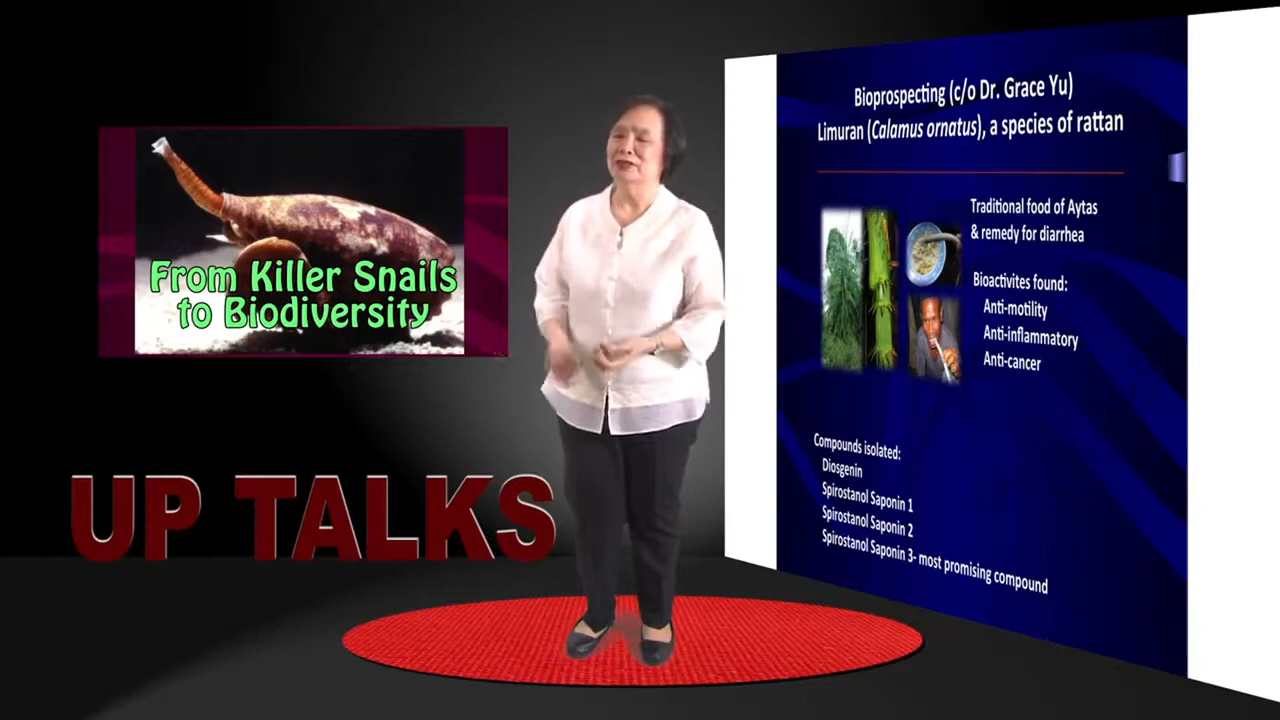 From Killer Snails
to Biodiversity
UP TALKS
Bioprospecting (c/o Dr. Grace Yu)
Limuran (Calamus ornatus), a species of rattan
Traditional food of Aytas
& remedy for diarrhea
Bioactivites found:
Anti-motility
Anti-inflammatory
Anti-cancer
Compounds isolated:
Diosgenin
Spirostanol Saponin 1
Spirostanol Saponin 2
Spirostanol Saponin 3- most promising compound